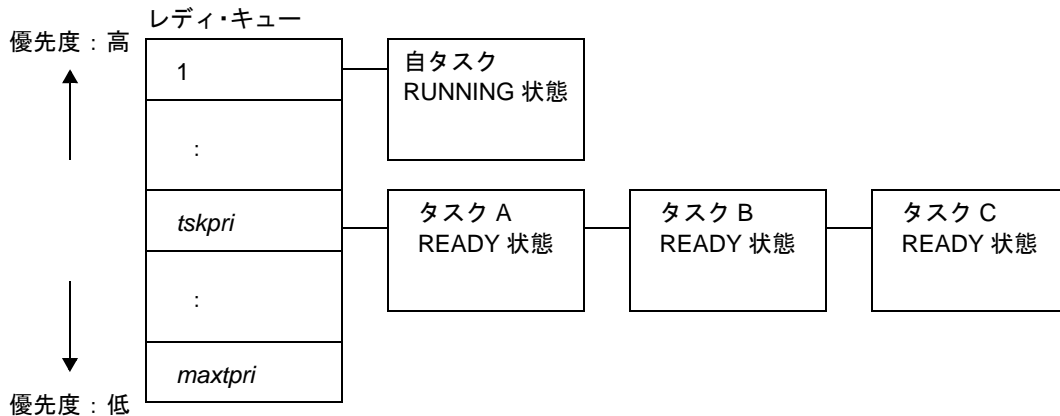 レディ・キュー
優先度：高
1
自タスク
RUNNING 状態
:
tskpri
タスク A
READY 状態
タスク B
READY 状態
タスク C
READY 状態
:
maxtpri
優先度：低